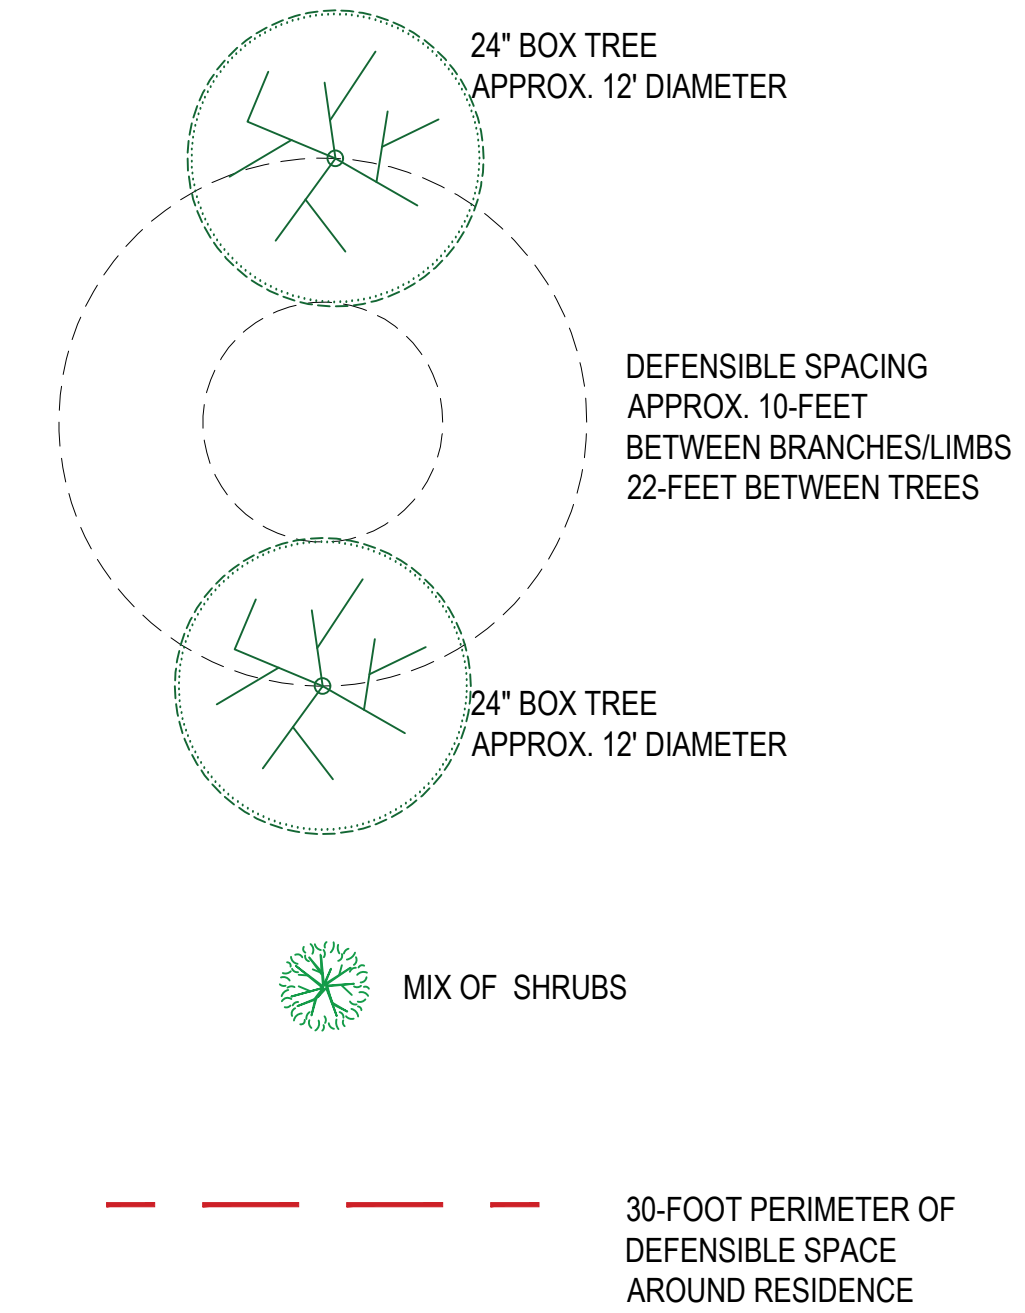 24" BOX TREE
APPROX. 12' DIAMETER
DEFENSIBLE SPACING
APPROX. 10-FEET
BETWEEN BRANCHES/LIMBS
22-FEET BETWEEN TREES
24" BOX TREE
APPROX. 12' DIAMETER
MIX OF SHRUBS
30-FOOT PERIMETER OF
DEFENSIBLE SPACE
AROUND RESIDENCE